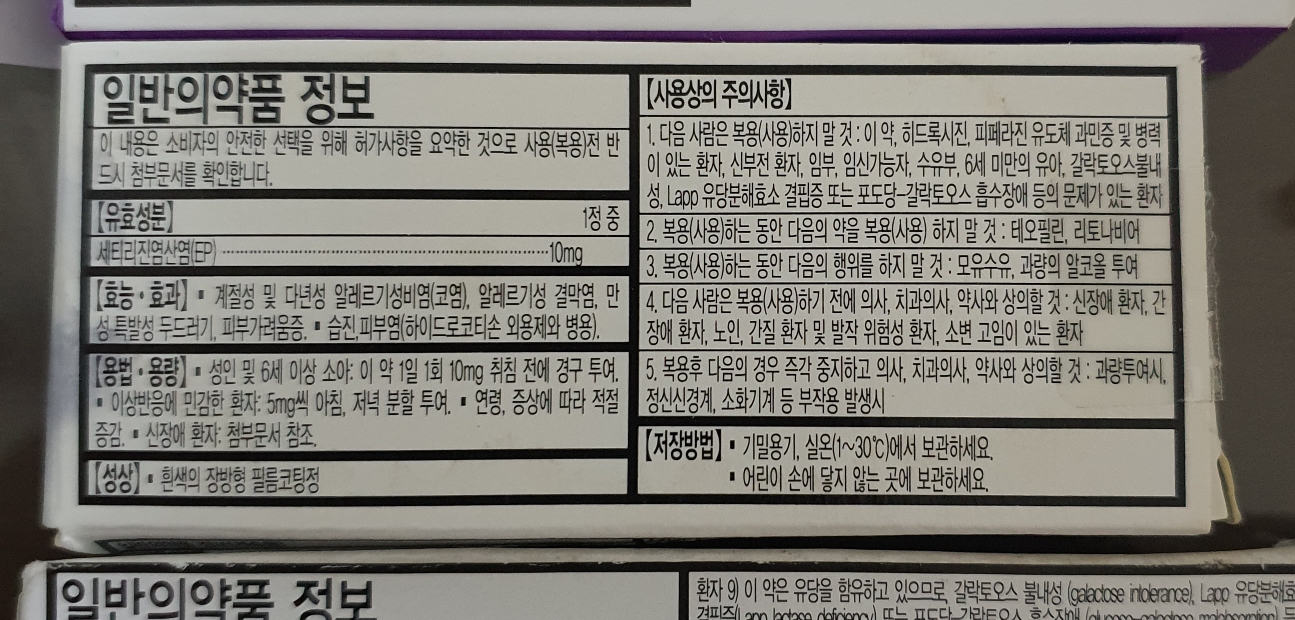 일반의약품 정보
이 내용은 소비자의 안전한 선택을 위해 허가사항을 요약한 것으로 사용(복용)전 반
드시 첨부문서를 확인합니다.
【유효성분】 1정 중
세티리진염산염(EP) ························ 10mg
【효능·효과】 ▪ 계절성 및 다년성 알레르기성비염(코염), 알레르기성 결막염, 만
성 특발성 두드러기, 피부가려움증. ▪ 습진,피부염(하이드로코티손 외용제와 병용).
【용법·용량】 ▪ 성인 및 6세 이상 소아: 이 약 1일 1회 10mg 취침 전에 경구 투여.
▪ 이상반응에 민감한 환자: 5mg씩 아침, 저녁 분할 투여. ▪ 연령, 증상에 따라 적절
증감. ▪ 신장애 환자: 첨부문서 참조.
【성상】 ▪ 흰색의 장방형 필름코팅정
【사용상의 주의사항】
1. 다음 사람은 복용(사용)하지 말 것 : 이 약, 히드록시진, 피페라진 유도체 과민증 및 병력
이 있는 환자, 신부전 환자, 임부, 임신가능자, 수유부, 6세 미만의 유아, 갈락토오스불내
성, Lapp 유당분해효소 결핍증 또는 포도당-갈락토오스 흡수장애 등의 문제가 있는 환자
2. 복용(사용)하는 동안 다음의 약을 복용(사용) 하지 말 것 : 테오필린, 리토나비어
3. 복용(사용)하는 동안 다음의 행위를 하지 말 것 : 모유수유, 과량의 알코올 투여
4. 다음 사람은 복용(사용)하기 전에 의사, 치과의사, 약사와 상의할 것 : 신장애 환자, 간
장애 환자, 노인, 간질 환자 및 발작 위험성 환자, 소변 고임이 있는 환자
5. 복용후 다음의 경우 즉각 중지하고 의사, 치과의사, 약사와 상의할 것 : 과량투여시,
정신신경계, 소화기계 등 부작용 발생시
【저장방법】 ▪ 기밀용기, 실온(1~30℃)에서 보관하세요.
▪ 어린이 손에 닿지 않는 곳에 보관하세요.
일반의약품 정보
환자 9) 이 약은 유당을 함유하고 있으므로, 갈락토오스 불내성 (galactose intolerance), Lapp 유당분해효
결핍증(Lapp lactase deficiency) 또는 포도당-갈락토오스 흡수장애 (glucose-galactose malabsorption) 등